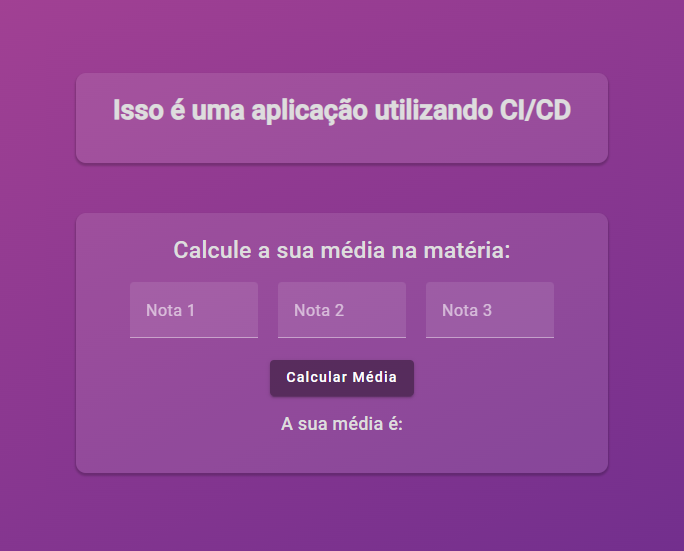 Isso é uma aplicação utilizando CI/CD
Calcule a sua média na matéria:
Nota 1 Nota 2 Nota 3
Calcular Média
A sua média é: